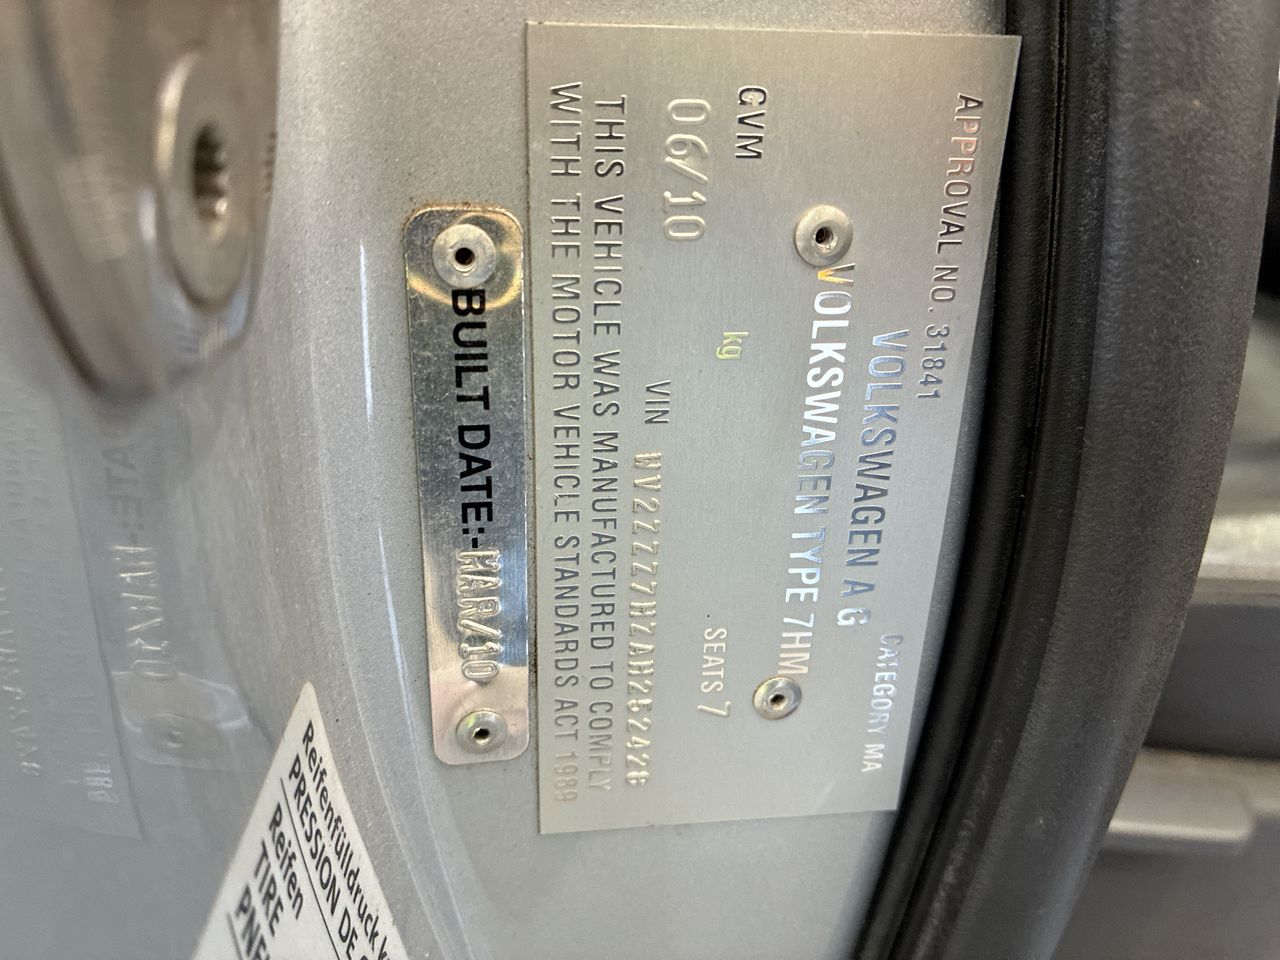 APPROVAL NO. 31841
CATEGORY MA
VOLKSWAGEN A G
VOLKSWAGEN TYPE 7HM
GVM kg SEATS 7
06/10 VIN WV2ZZZ7HZAH252428
THIS VEHICLE WAS MANUFACTURED TO COMPLY
WITH THE MOTOR VEHICLE STANDARDS ACT 1989
BUILT DATE:-MAR/10
Reifenfülldruck
PRESSION DE
Reifen
TIRE